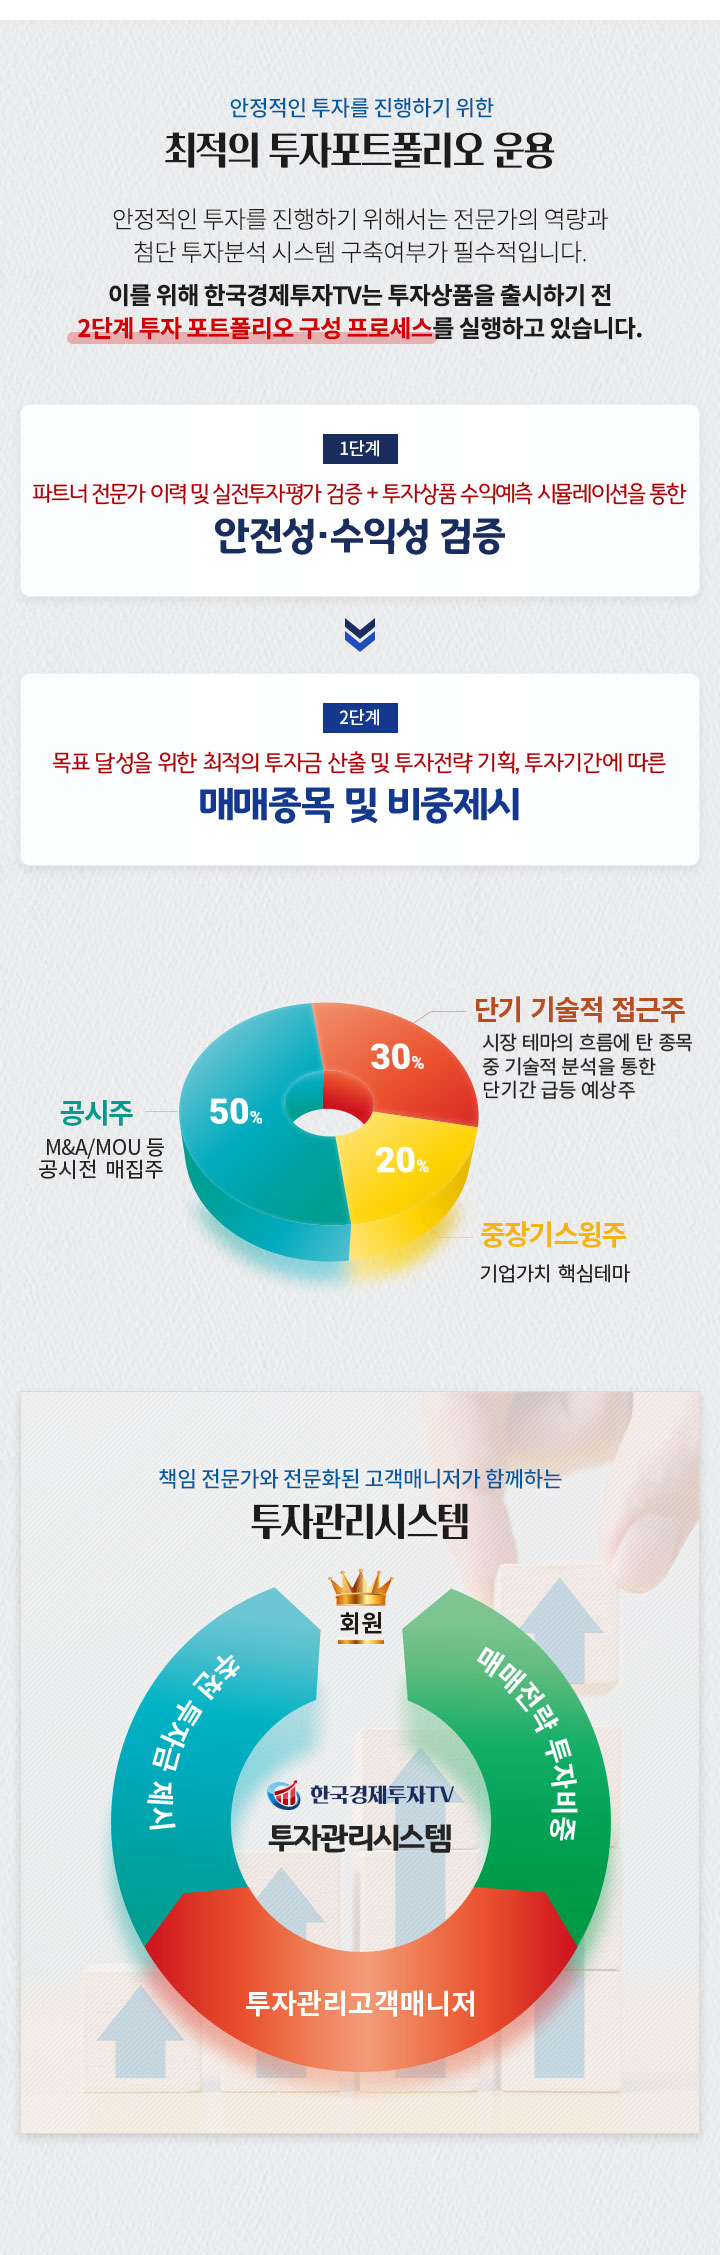 안정적인 투자를 진행하기 위한
최적의 투자포트폴리오 운용
안정적인 투자를 진행하기 위해서는 전문가의 역량과
첨단 투자분석 시스템 구축여부가 필수적입니다.
이를 위해 한국경제투자TV는 투자상품을 출시하기 전
2단계 투자 포트폴리오 구성 프로세스를 실행하고 있습니다.
1단계
파트너 전문가 이력 및 실전투자평가 검증 + 투자상품 수익예측 시뮬레이션을 통한
안전성·수익성 검증
2단계
목표 달성을 위한 최적의 투자금 산출 및 투자전략 기획, 투자기간에 따른
매매종목 및 비중제시
단기 기술적 접근주
시장 테마의 흐름에 탄 종목
중 기술적 분석을 통한
단기간 급등 예상주
30%
공시주
M&A/MOU 등
공시전 매집주
50%
20%
중장기스윙주
기업가치 핵심테마
책임 전문가와 전문화된 고객매니저가 함께하는
투자관리시스템
회원
추천 투자금 제시
매매전략 투자비중
한국경제투자TV
투자관리시스템
투자관리고객매니저